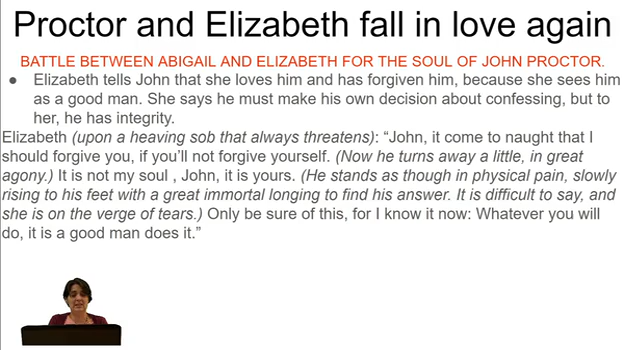 Proctor and Elizabeth fall in love again
BATTLE BETWEEN ABIGAIL AND ELIZABETH FOR THE SOUL OF JOHN PROCTOR.
● Elizabeth tells John that she loves him and has forgiven him, because she sees him
as a good man. She says he must make his own decision about confessing, but to
her, he has integrity.
Elizabeth (upon a heaving sob that always threatens): “John, it come to naught that I
should forgive you, if you’ll not forgive yourself. (Now he turns away a little, in great
agony.) It is not my soul , John, it is yours. (He stands as though in physical pain, slowly
rising to his feet with a great immortal longing to find his answer. It is difficult to say, and
she is on the verge of tears.) Only be sure of this, for I know it now: Whatever you will
do, it is a good man does it.”